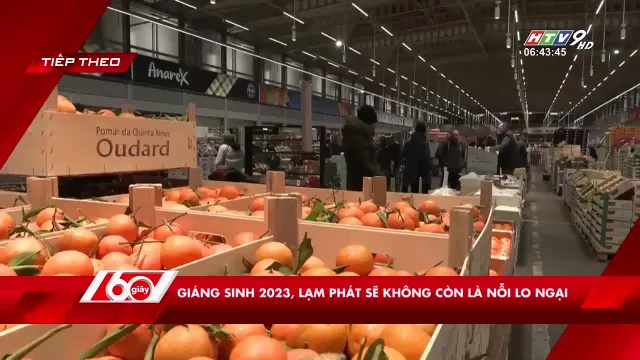 TIẾP THEO
HTV9 HD
06:43:45
AnareX
Pomar da Quinta Nova
Oudard
60 giây
GIÁNG SINH 2023, LẠM PHÁT SẼ KHÔNG CÒN LÀ NỖI LO NGẠI